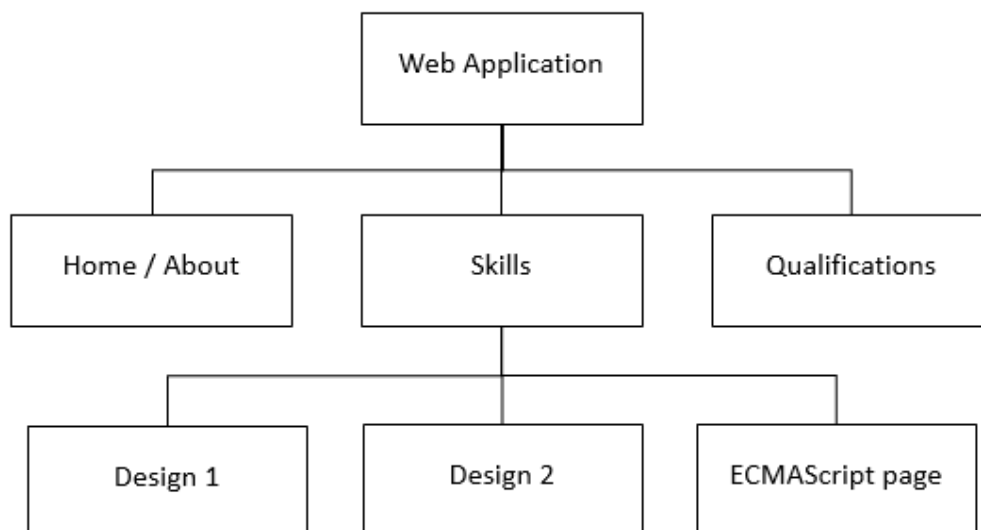 Web Application
Home / About
Skills
Qualifications
Design 1
Design 2
ECMAScript page